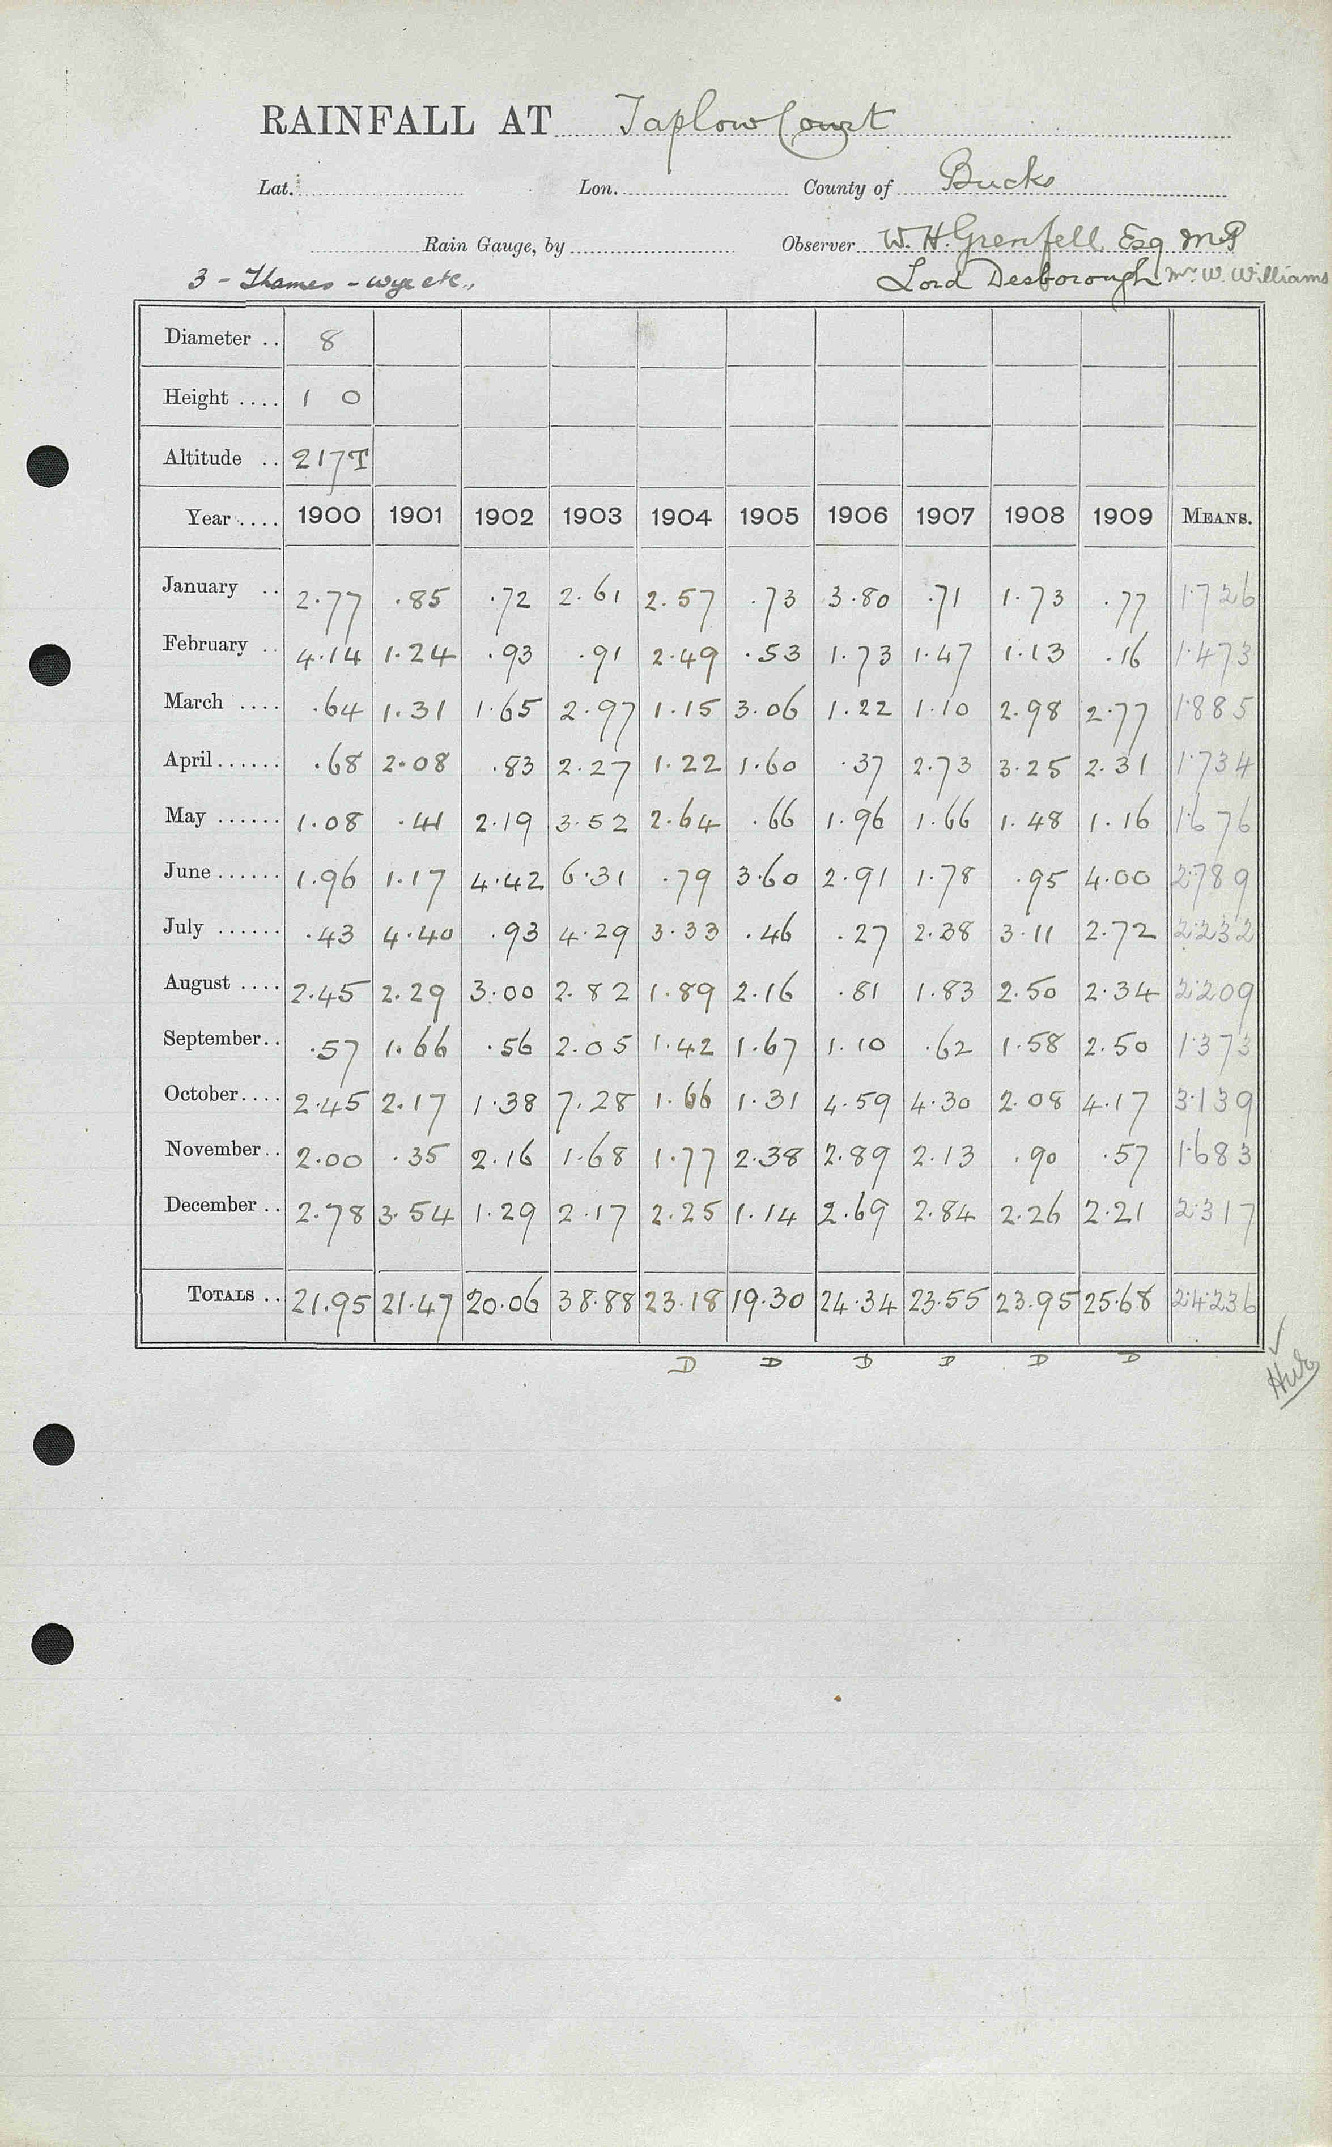 RAINFALL AT Taplow Court
Lat. Lon. County of Bucks
Rain Gauge, by Observer W. H. Grenfell Esq MP
3 - Thames - Wye etc., Lord Desborough Mr W. Williams
Diameter .. 8
Height .... 1 0
Altitude .. 217T
Year .... 1900 1901 1902 1903 1904 1905 1906 1907 1908 1909 MEANS.
January .. 2.77 .85 .72 2.61 2.57 .73 3.80 .71 1.73 .77 1.726
February .. 4.14 1.24 .93 .91 2.49 .53 1.73 1.47 1.13 .16 1.473
March .... .64 1.31 1.65 2.97 1.15 3.06 1.22 1.10 2.98 2.77 1.885
April ...... .68 2.08 .83 2.27 1.22 1.60 .37 2.73 3.25 2.31 1.734
May ...... 1.08 .41 2.19 3.52 2.64 .66 1.96 1.66 1.48 1.16 1.676
June ...... 1.96 1.17 4.42 6.31 .79 3.60 2.91 1.78 .95 4.00 2.789
July ...... .43 4.40 .93 4.29 3.33 .46 .27 2.38 3.11 2.72 2.232
August .... 2.45 2.29 3.00 2.82 1.89 2.16 .81 1.83 2.50 2.34 2.209
September .. .57 1.66 .56 2.05 1.42 1.67 1.10 .62 1.58 2.50 1.373
October .... 2.45 2.17 1.38 7.28 1.66 1.31 4.59 4.30 2.08 4.17 3.139
November .. 2.00 .35 2.16 1.68 1.77 2.38 2.89 2.13 .90 .57 1.683
December .. 2.78 3.54 1.29 2.17 2.25 1.14 2.69 2.84 2.26 2.21 2.317
TOTALS .. 21.95 21.47 20.06 38.88 23.18 19.30 24.34 23.55 23.95 25.68 24.236
D D D D D D